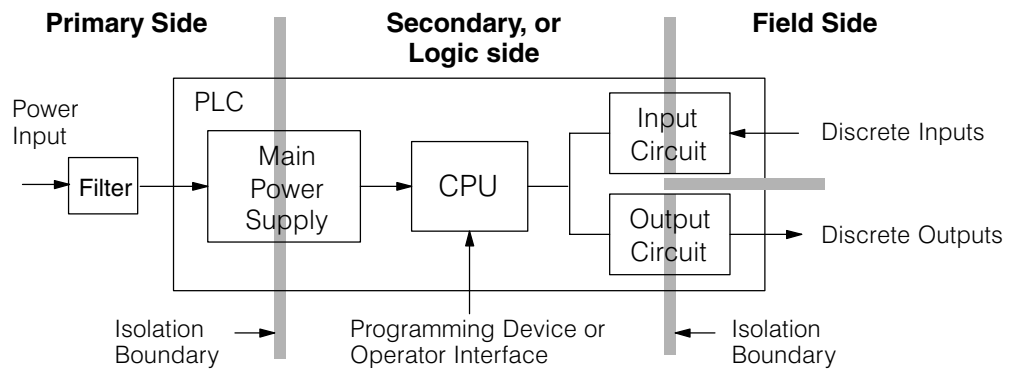 Primary Side
Secondary, or
Logic side
Field Side
PLC
Power
Input
Filter
Main
Power
Supply
CPU
Input
Circuit
Discrete Inputs
Output
Circuit
Discrete Outputs
Isolation
Boundary
Programming Device or
Operator Interface
Isolation
Boundary